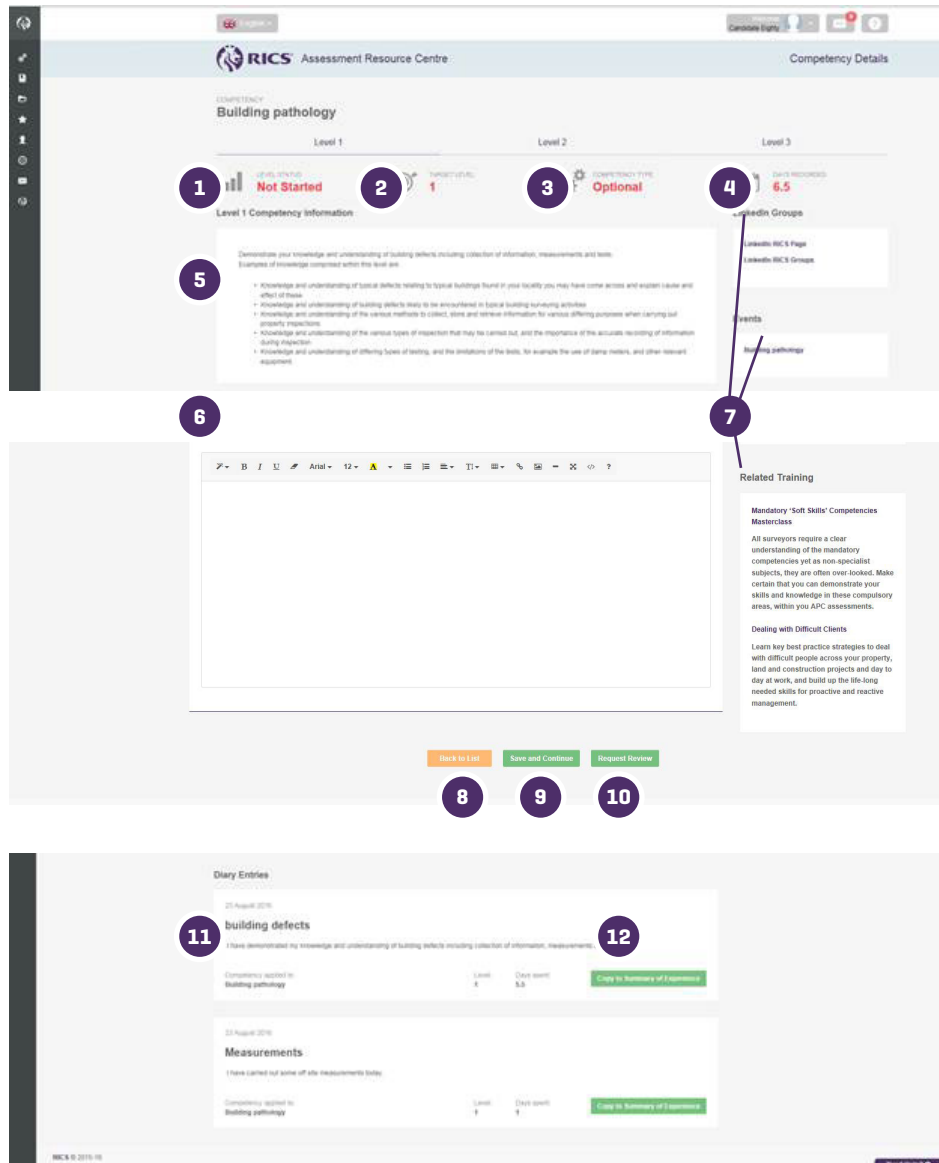 English
Welcome
Candidate Eighty
RICS Assessment Resource Centre
Competency Details
COMPETENCY
Building pathology
Level 1
Level 2
Level 3
1
LEVEL STATUS
Not Started
2
TARGET LEVEL
1
3
COMPETENCY TYPE
Optional
4
DAYS RECORDED
6.5
Level 1 Competency Information
5
Demonstrate your knowledge and understanding of building defects including collection of information, measurements and tests.
Examples of knowledge comprised within this level are:
• Knowledge and understanding of typical defects relating to typical buildings found in your locality you may have come across and explain cause and
effect of these
• Knowledge and understanding of building defects likely to be encountered in typical building surveying activities
• Knowledge and understanding of the various methods to collect, store and retrieve information for various differing purposes when carrying out
property inspections
• Knowledge and understanding of the various types of inspection that may be carried out, and the importance of the accurate recording of information
during inspection
• Knowledge and understanding of differing types of testing, and the limitations of the tests, for example the use of damp meters, and other relevant
equipment
LinkedIn Groups
LinkedIn RICS Page
LinkedIn RICS Groups
Events
Building pathology
6
7
B I U Arial 12 A ?
Related Training
Mandatory 'Soft Skills' Competencies
Masterclass
All surveyors require a clear
understanding of the mandatory
competencies yet as non-specialist
subjects, they are often over-looked. Make
certain that you can demonstrate your
skills and knowledge in these compulsory
areas, within you APC assessments.
Dealing with Difficult Clients
Learn key best practice strategies to deal
with difficult people across your property,
land and construction projects and day to
day at work, and build up the life-long
needed skills for proactive and reactive
management.
Back to List
Save and Continue
Request Review
8
9
10
Diary Entries
23 August 2016
11
building defects
12
I have demonstrated my knowledge and understanding of building defects including collection of information, measurements
Competency applied to
Level
Days spent
Building pathology
1
5.5
Copy to Summary of Experience
23 August 2016
Measurements
I have carried out some off site measurements today.
Competency applied to
Level
Days spent
Building pathology
1
1
Copy to Summary of Experience
RICS © 2015-16